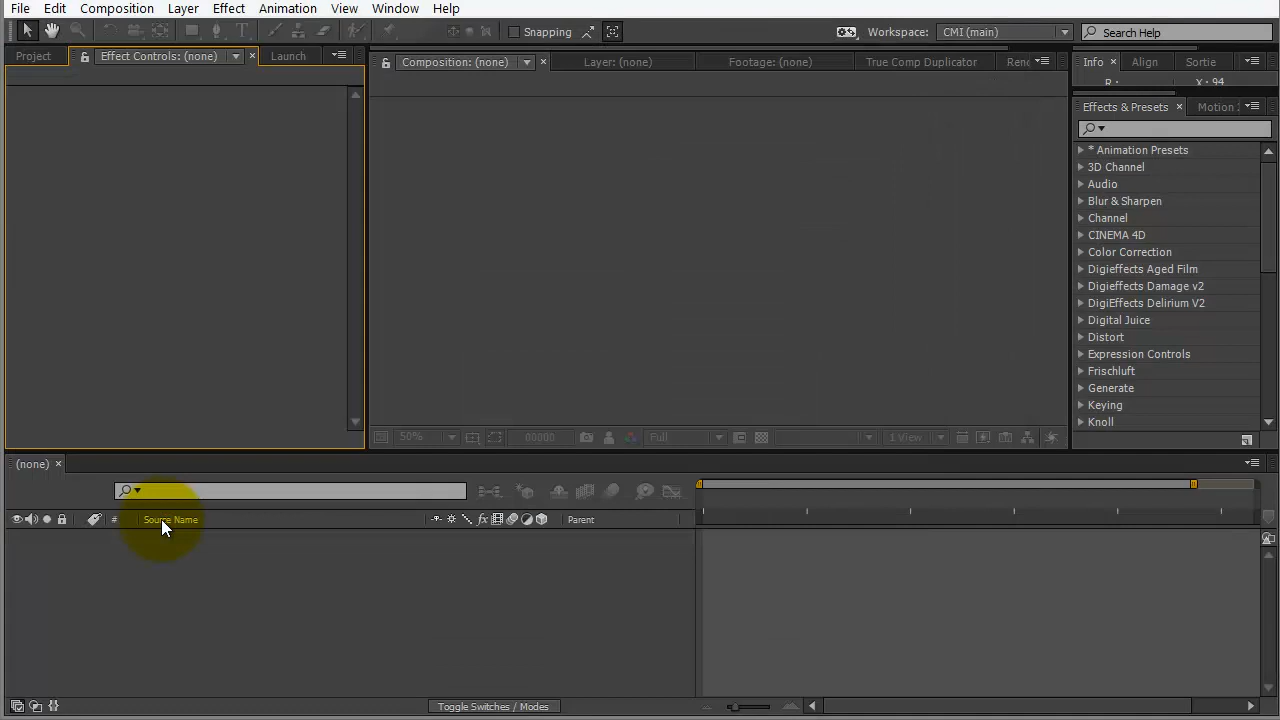 File Edit Composition Layer Effect Animation View Window Help
Snapping Workspace: CMI (main) Search Help
Project Effect Controls: (none) Launch
Composition: (none) Layer: (none) Footage: (none) True Comp Duplicator
Info Align Sortie
R: X: 94
Effects & Presets Motion
* Animation Presets
3D Channel
Audio
Blur & Sharpen
Channel
CINEMA 4D
Color Correction
Digieffects Aged Film
Digieffects Damage v2
DigiEffects Delirium V2
Digital Juice
Distort
Expression Controls
Frischluft
Generate
Keying
Knoll
50% 00000 Full 1 View
(none)
# Source Name fx Parent
Toggle Switches / Modes